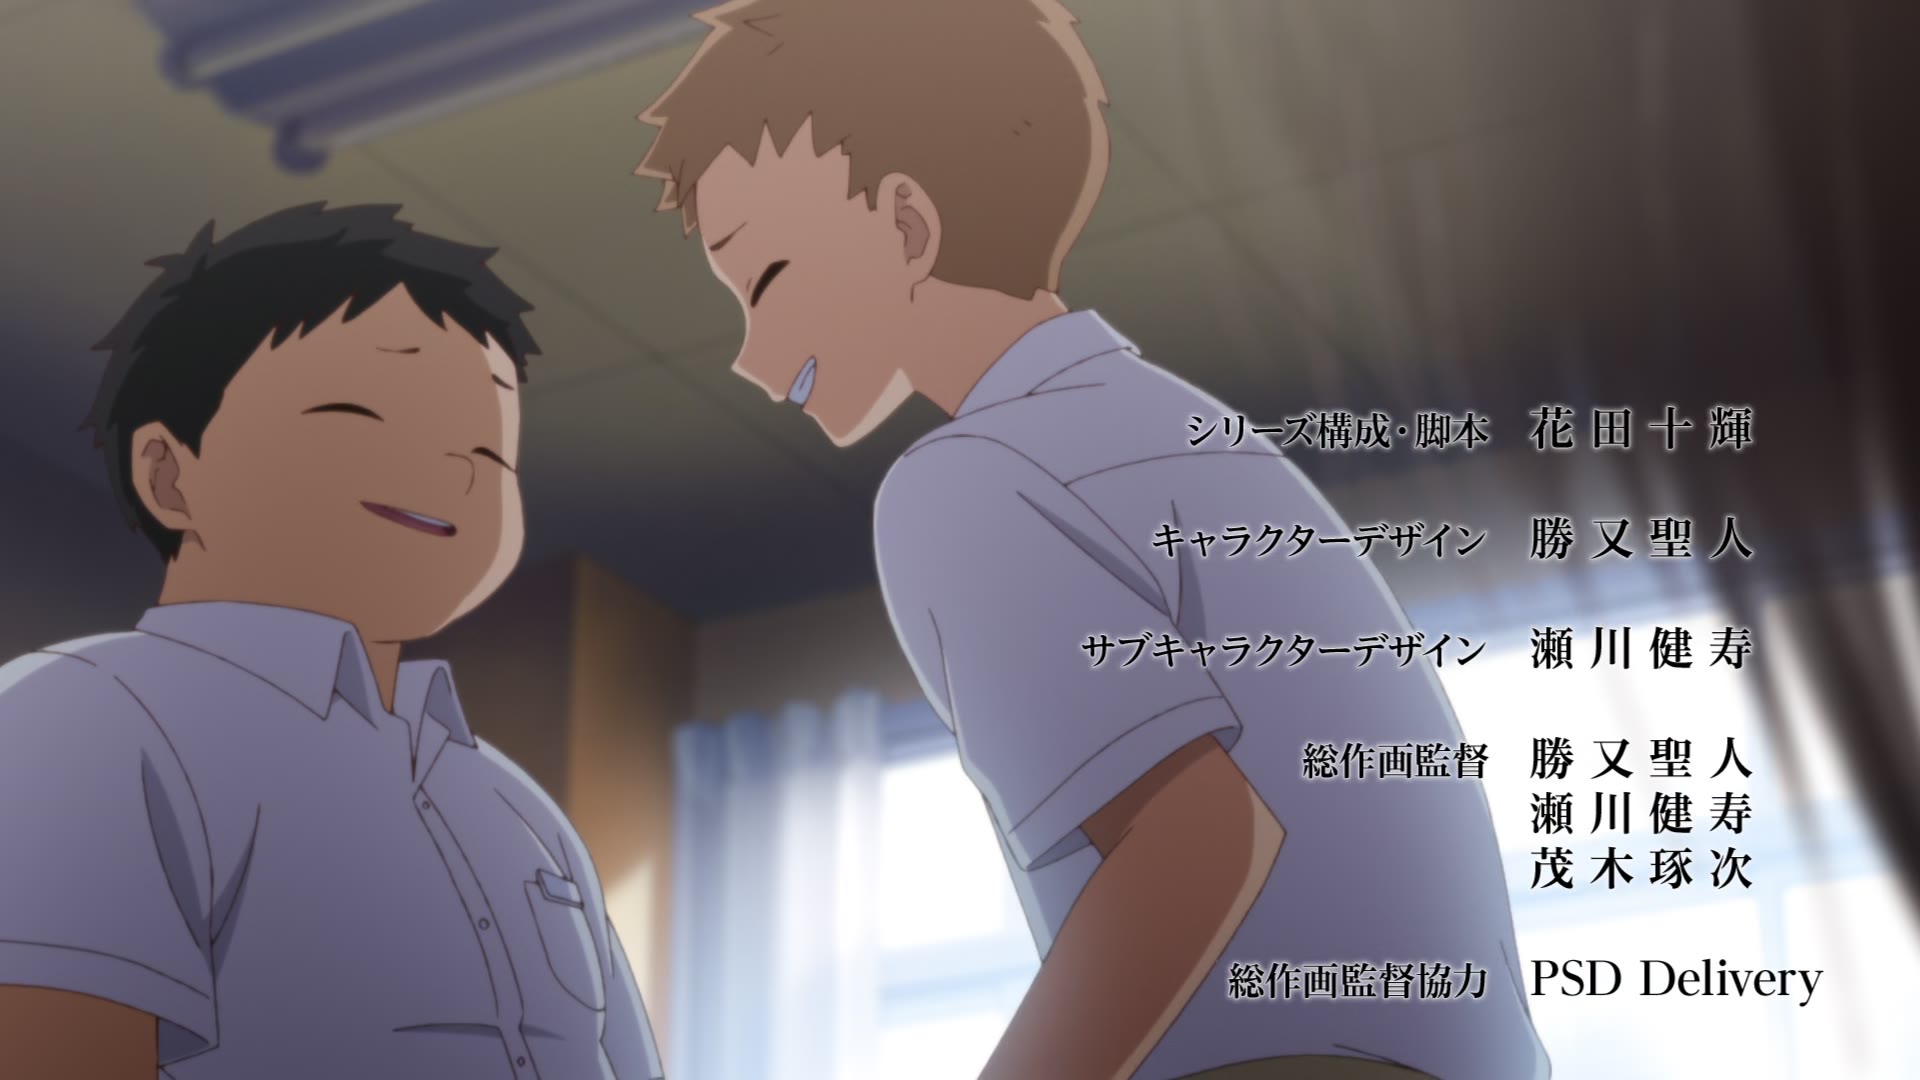 シリーズ構成・脚本 花田十輝
キャラクターデザイン 勝又聖人
サブキャラクターデザイン 瀬川健寿
総作画監督 勝又聖人
瀬川健寿
茂木琢次
総作画監督協力 PSD Delivery